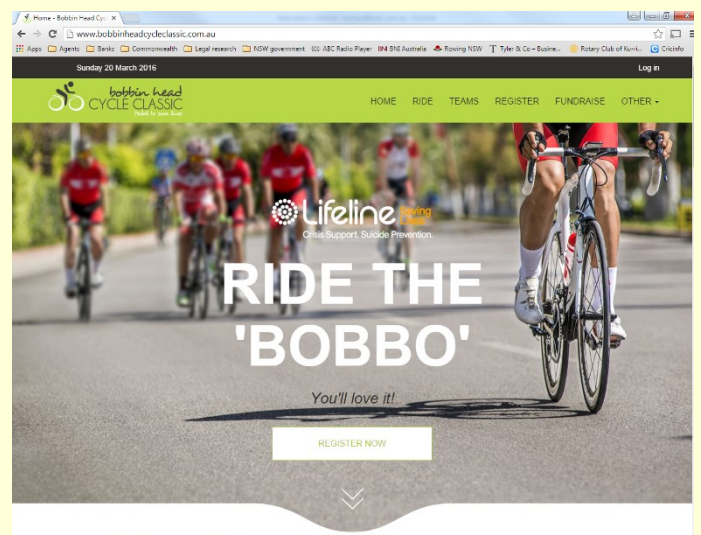 Home - Bobbin Head Cyc
www.bobbinheadcycleclassic.com.au
Apps Agents Banks Commonwealth Legal research NSW government ABC Radio Player BNI Australia Rowing NSW Tyler & Co – Busine... Rotary Club of Ku-ri... Cricinfo
Sunday 20 March 2016 Log in
bobbin head
CYCLE CLASSIC
HOME RIDE TEAMS REGISTER FUNDRAISE OTHER
Lifeline Saving Lives
Crisis Support. Suicide Prevention.
RIDE THE
'BOBBO'
You'll love it!
REGISTER NOW